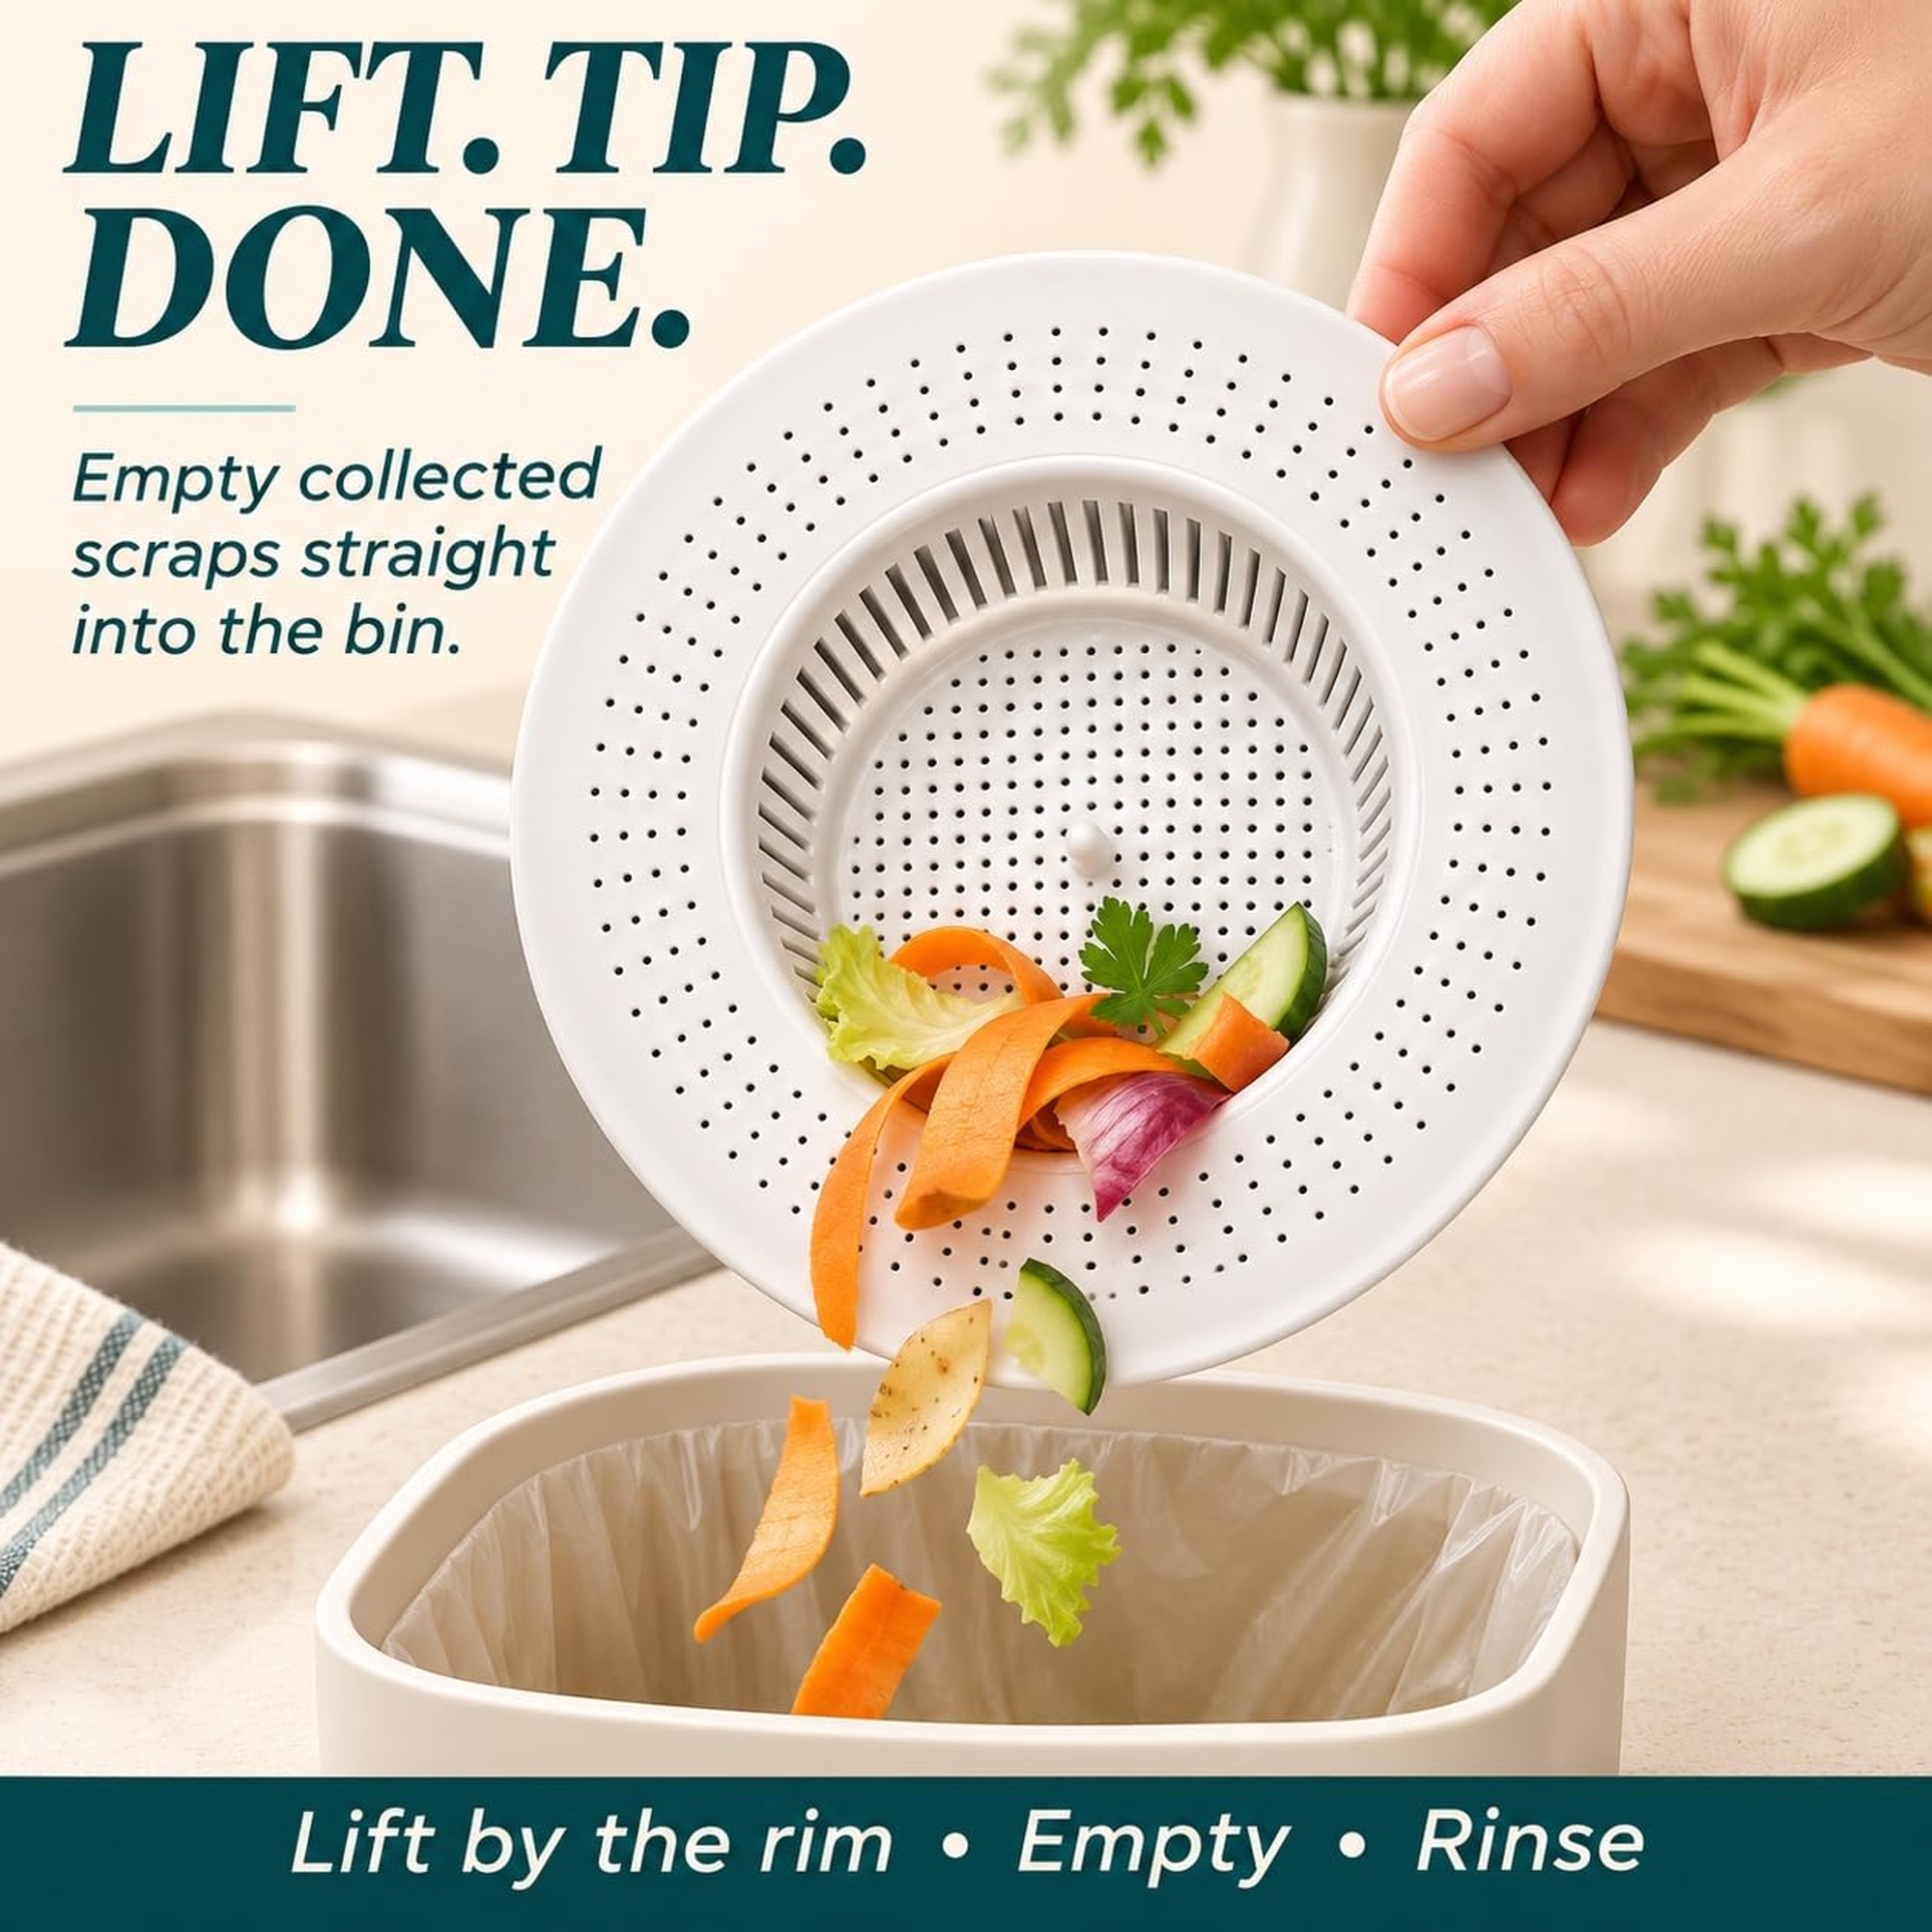 LIFT. TIP.
DONE.
Empty collected
scraps straight
into the bin.
Lift by the rim • Empty • Rinse